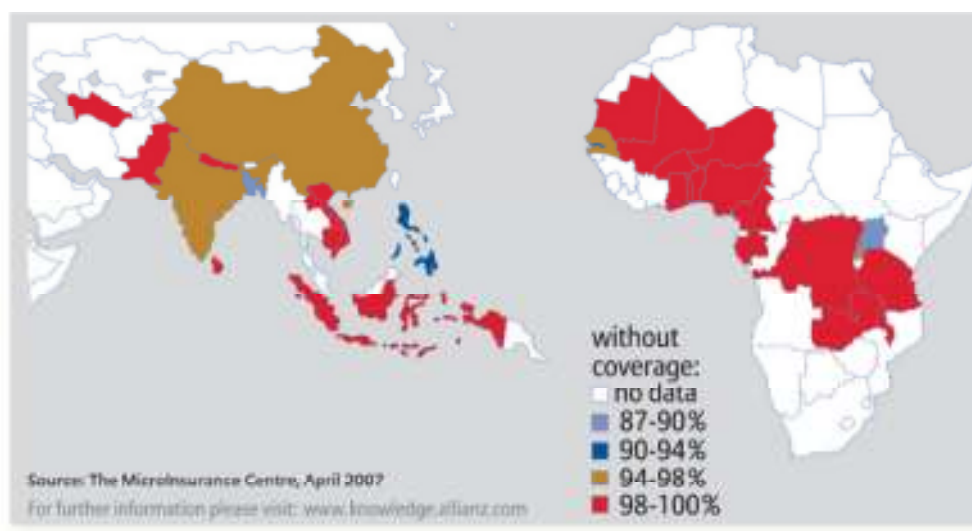 without
coverage:
no data
87-90%
90-94%
94-98%
98-100%
Source: The MicroInsurance Centre, April 2007
For further information please visit: www.knowledge.allianz.com